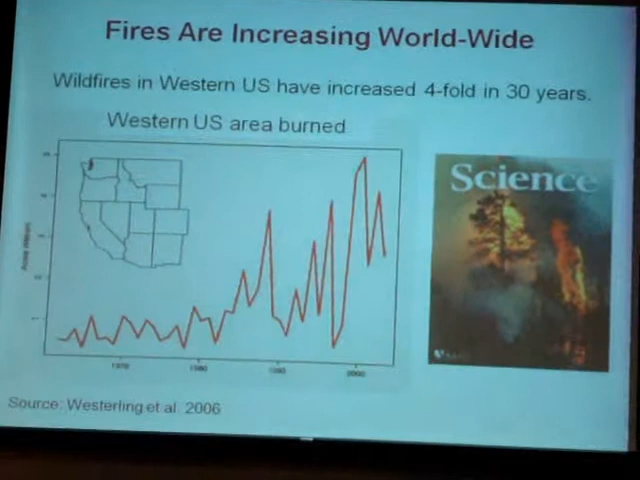 Fires Are Increasing World-Wide
Wildfires in Western US have increased 4-fold in 30 years.
Western US area burned
Science
1970
1980
1990
2000
Source: Westerling et al. 2006